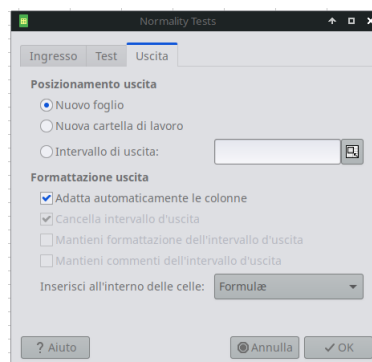 Normality Tests
Ingresso Test Uscita
Posizionamento uscita
Nuovo foglio
Nuova cartella di lavoro
Intervallo di uscita:
Formattazione uscita
Adatta automaticamente le colonne
Cancella intervallo d'uscita
Mantieni formattazione dell'intervallo d'uscita
Mantieni commenti dell'intervallo d'uscita
Inserisci all'interno delle celle: Formulæ
? Aiuto Annulla OK